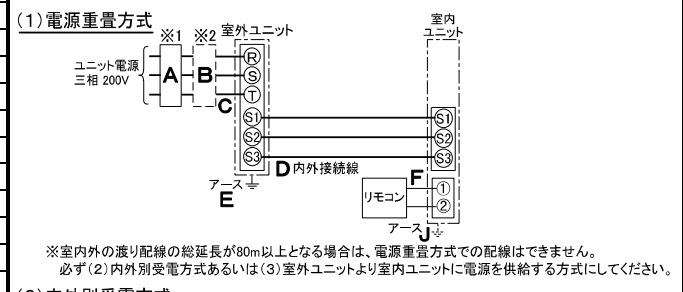 (1)電源重畳方式
※1 ※2 室外ユニット
室内
ユニット
ユニット電源
三相 200V
A B
R
S
T
C
S1
S2
S3
S1
S2
S3
D 内外接続線
アース
E
リモコン
F
①
②
アース J
※室内外の渡り配線の総延長が80m以上となる場合は、電源重畳方式での配線はできません。
必ず(2)内外別受電方式あるいは(3)室外ユニットより室内ユニットに電源を供給する方式にしてください。